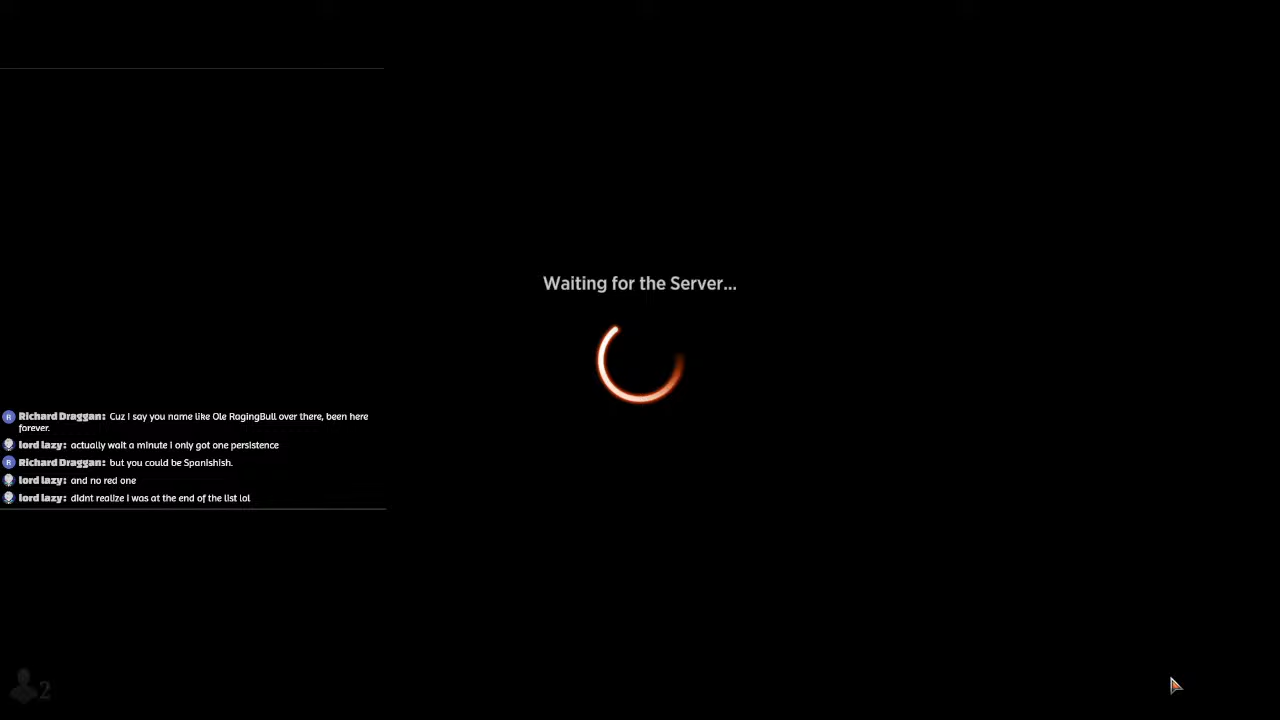 Waiting for the Server...
R Richard Draggan: Cuz I say you name like Ole RagingBull over there, been here
forever.
lord lazy: actually wait a minute i only got one persistence
R Richard Draggan: but you could be Spanishish.
lord lazy: and no red one
lord lazy: didnt realize i was at the end of the list lol
2